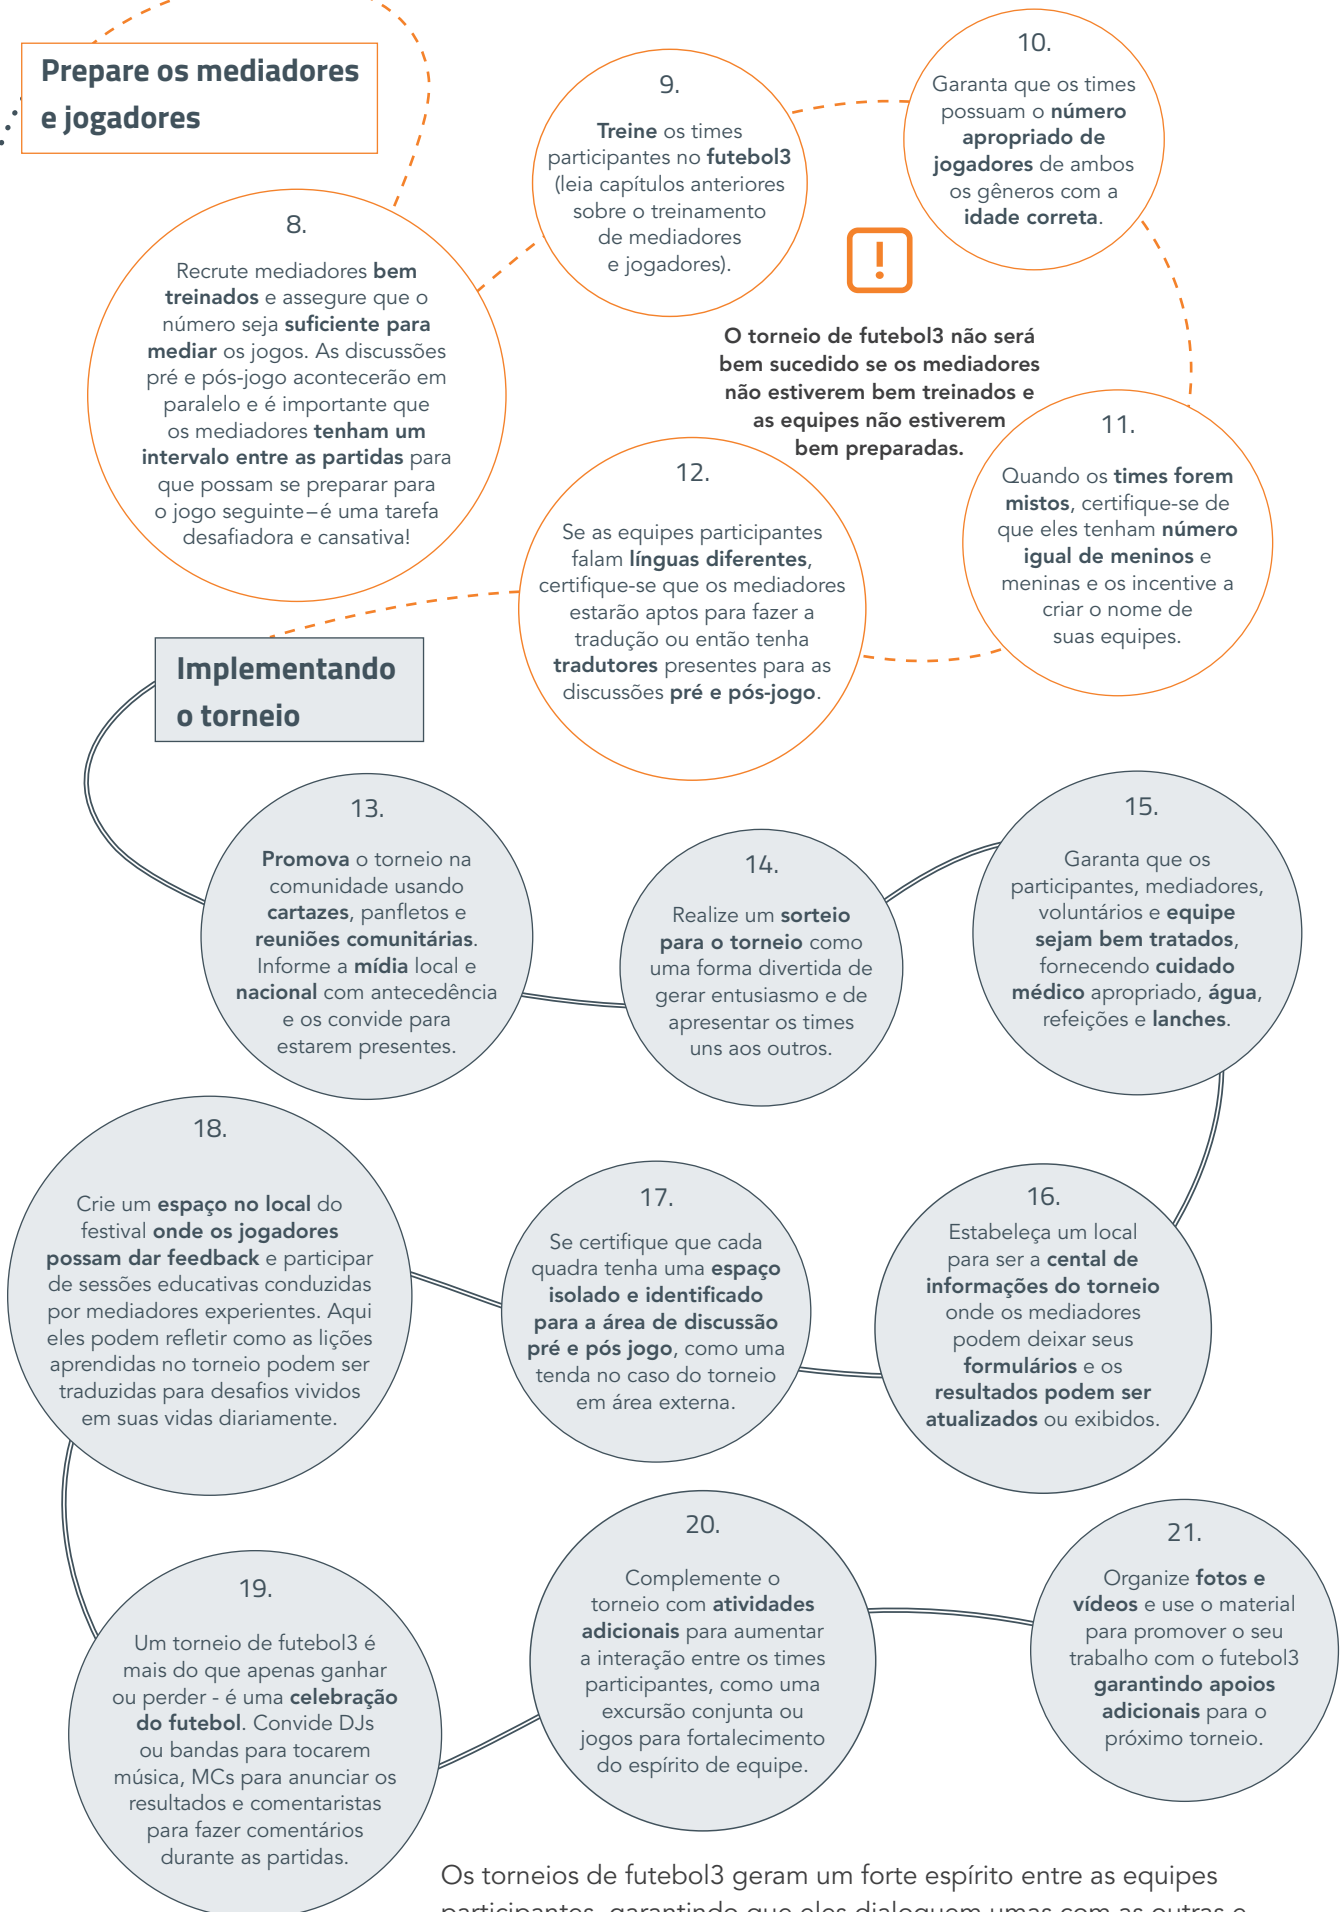 Prepare os mediadores
e jogadores
8.
Recrute mediadores bem
treinados e assegure que o
número seja suficiente para
mediar os jogos. As discussões
pré e pós-jogo acontecerão em
paralelo e é importante que
os mediadores tenham um
intervalo entre as partidas para
que possam se preparar para
o jogo seguinte – é uma tarefa
desafiadora e cansativa!
9.
Treine os times
participantes no futebol3
(leia capítulos anteriores
sobre o treinamento
de mediadores
e jogadores).
10.
Garanta que os times
possuam o número
apropriado de
jogadores de ambos
os gêneros com a
idade correta.
!
O torneio de futebol3 não será
bem sucedido se os mediadores
não estiverem bem treinados e
as equipes não estiverem
bem preparadas.
11.
Quando os times forem
mistos, certifique-se de
que eles tenham número
igual de meninos e
meninas e os incentive a
criar o nome de
suas equipes.
12.
Se as equipes participantes
falam línguas diferentes,
certifique-se que os mediadores
estarão aptos para fazer a
tradução ou então tenha
tradutores presentes para as
discussões pré e pós-jogo.
Implementando
o torneio
13.
Promova o torneio na
comunidade usando
cartazes, panfletos e
reuniões comunitárias.
Informe a mídia local e
nacional com antecedência
e os convide para
estarem presentes.
14.
Realize um sorteio
para o torneio como
uma forma divertida de
gerar entusiasmo e de
apresentar os times
uns aos outros.
15.
Garanta que os
participantes, mediadores,
voluntários e equipe
sejam bem tratados,
fornecendo cuidado
médico apropriado, água,
refeições e lanches.
16.
Estabeleça um local
para ser a cental de
informações do torneio
onde os mediadores
podem deixar seus
formulários e os
resultados podem ser
atualizados ou exibidos.
17.
Se certifique que cada
quadra tenha uma espaço
isolado e identificado
para a área de discussão
pré e pós jogo, como uma
tenda no caso do torneio
em área externa.
18.
Crie um espaço no local do
festival onde os jogadores
possam dar feedback e participar
de sessões educativas conduzidas
por mediadores experientes. Aqui
eles podem refletir como as lições
aprendidas no torneio podem ser
traduzidas para desafios vividos
em suas vidas diariamente.
19.
Um torneio de futebol3 é
mais do que apenas ganhar
ou perder - é uma celebração
do futebol. Convide DJs
ou bandas para tocarem
música, MCs para anunciar os
resultados e comentaristas
para fazer comentários
durante as partidas.
20.
Complemente o
torneio com atividades
adicionais para aumentar
a interação entre os times
participantes, como uma
excursão conjunta ou
jogos para fortalecimento
do espírito de equipe.
21.
Organize fotos e
vídeos e use o material
para promover o seu
trabalho com o futebol3
garantindo apoios
adicionais para o
próximo torneio.
Os torneios de futebol3 geram um forte espírito entre as equipes
participantes, garantindo que eles dialoguem umas com as outras e